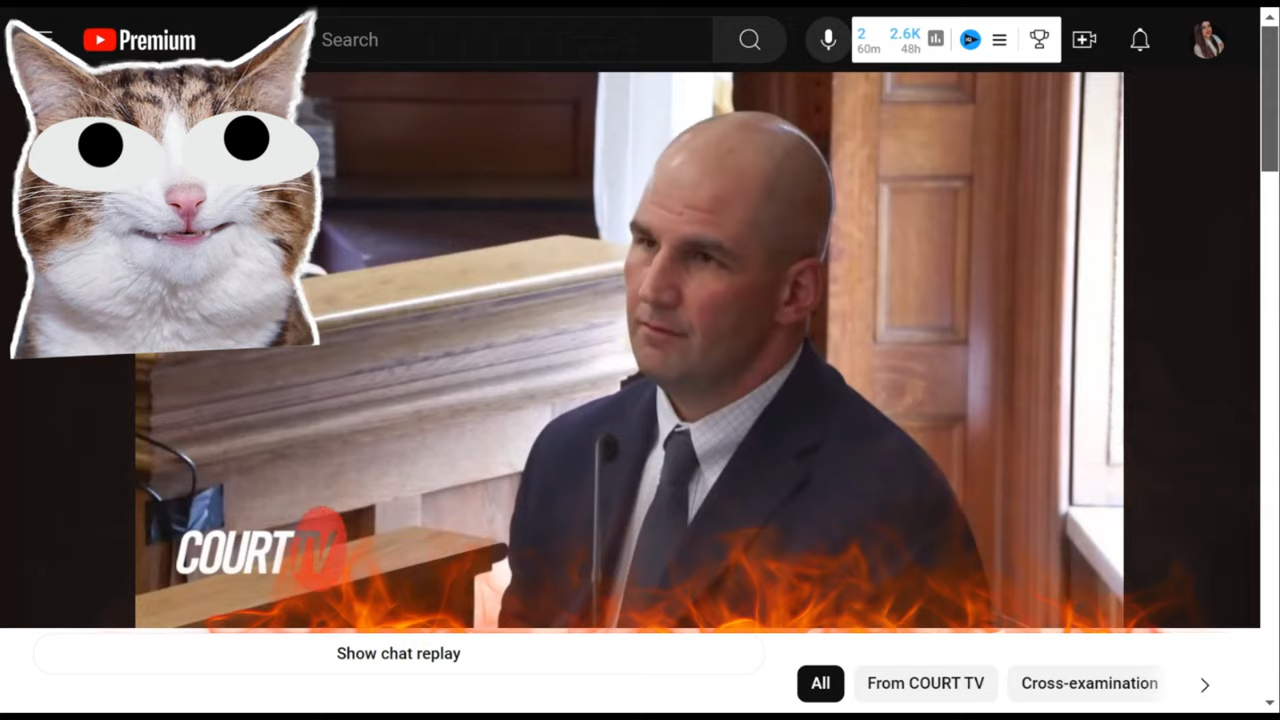 Premium
Search
2
60m
2.6K
48h
COURT TV
Show chat replay
All
From COURT TV
Cross-examination